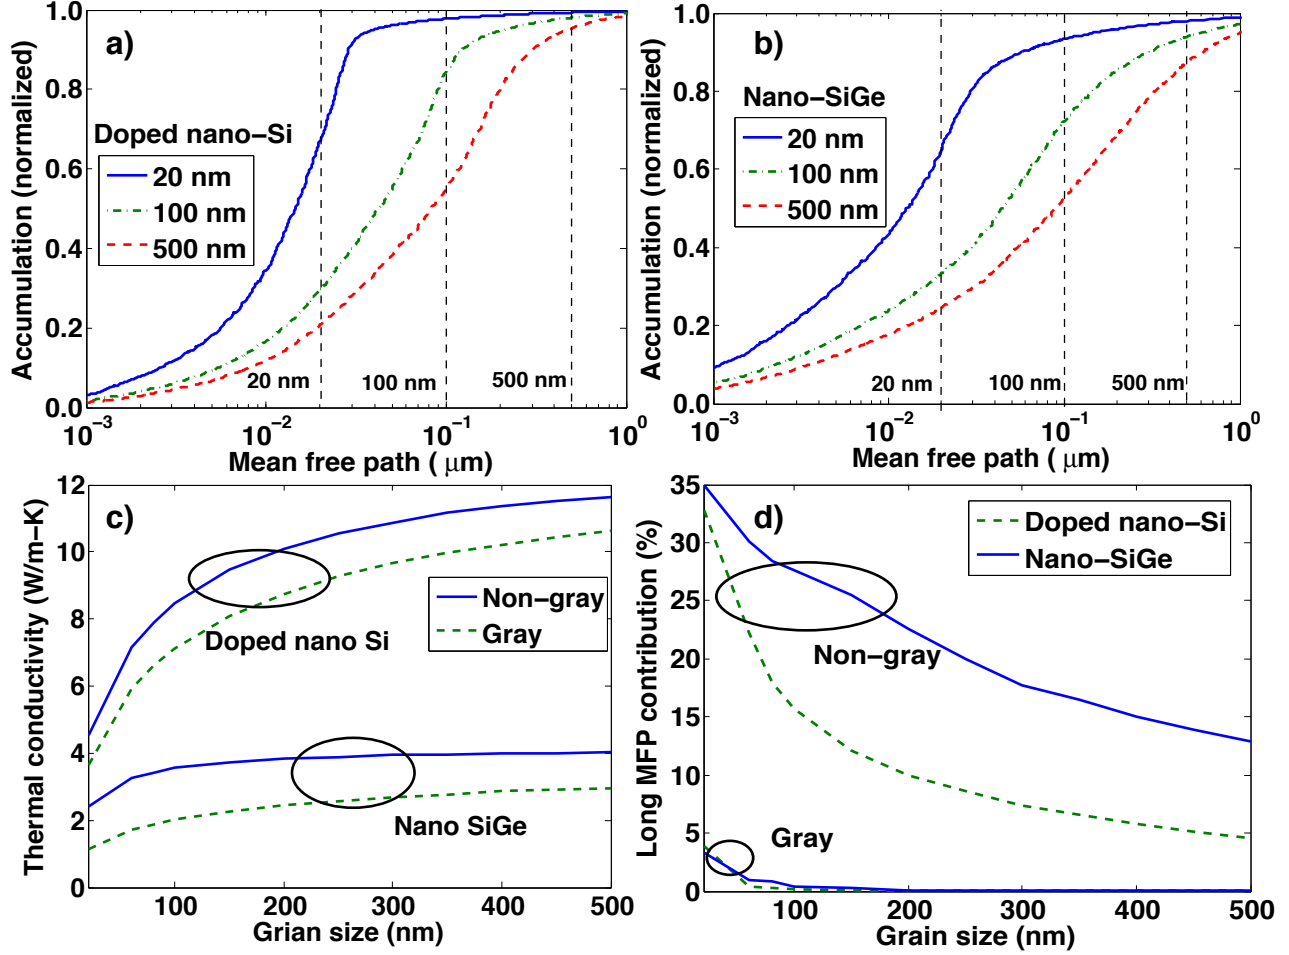 a)
Accumulation (normalized)
1.0
0.8
0.6
0.4
0.2
0.0
Doped nano-Si
20 nm
100 nm
500 nm
20 nm
100 nm
500 nm
10⁻³
10⁻²
10⁻¹
10⁰
Mean free path ( μm)
b)
Accumulation (normalized)
1.0
0.8
0.6
0.4
0.2
0.0
Nano-SiGe
20 nm
100 nm
500 nm
20 nm
100 nm
500 nm
10⁻³
10⁻²
10⁻¹
10⁰
Mean free path ( μm)
c)
Thermal conductivity (W/m-K)
12
10
8
6
4
2
0
Non-gray
Gray
Doped nano Si
Nano SiGe
100
200
300
400
500
Grian size (nm)
d)
Long MFP contribution (%)
35
30
25
20
15
10
5
0
Doped nano-Si
Nano-SiGe
Non-gray
Gray
100
200
300
400
500
Grain size (nm)